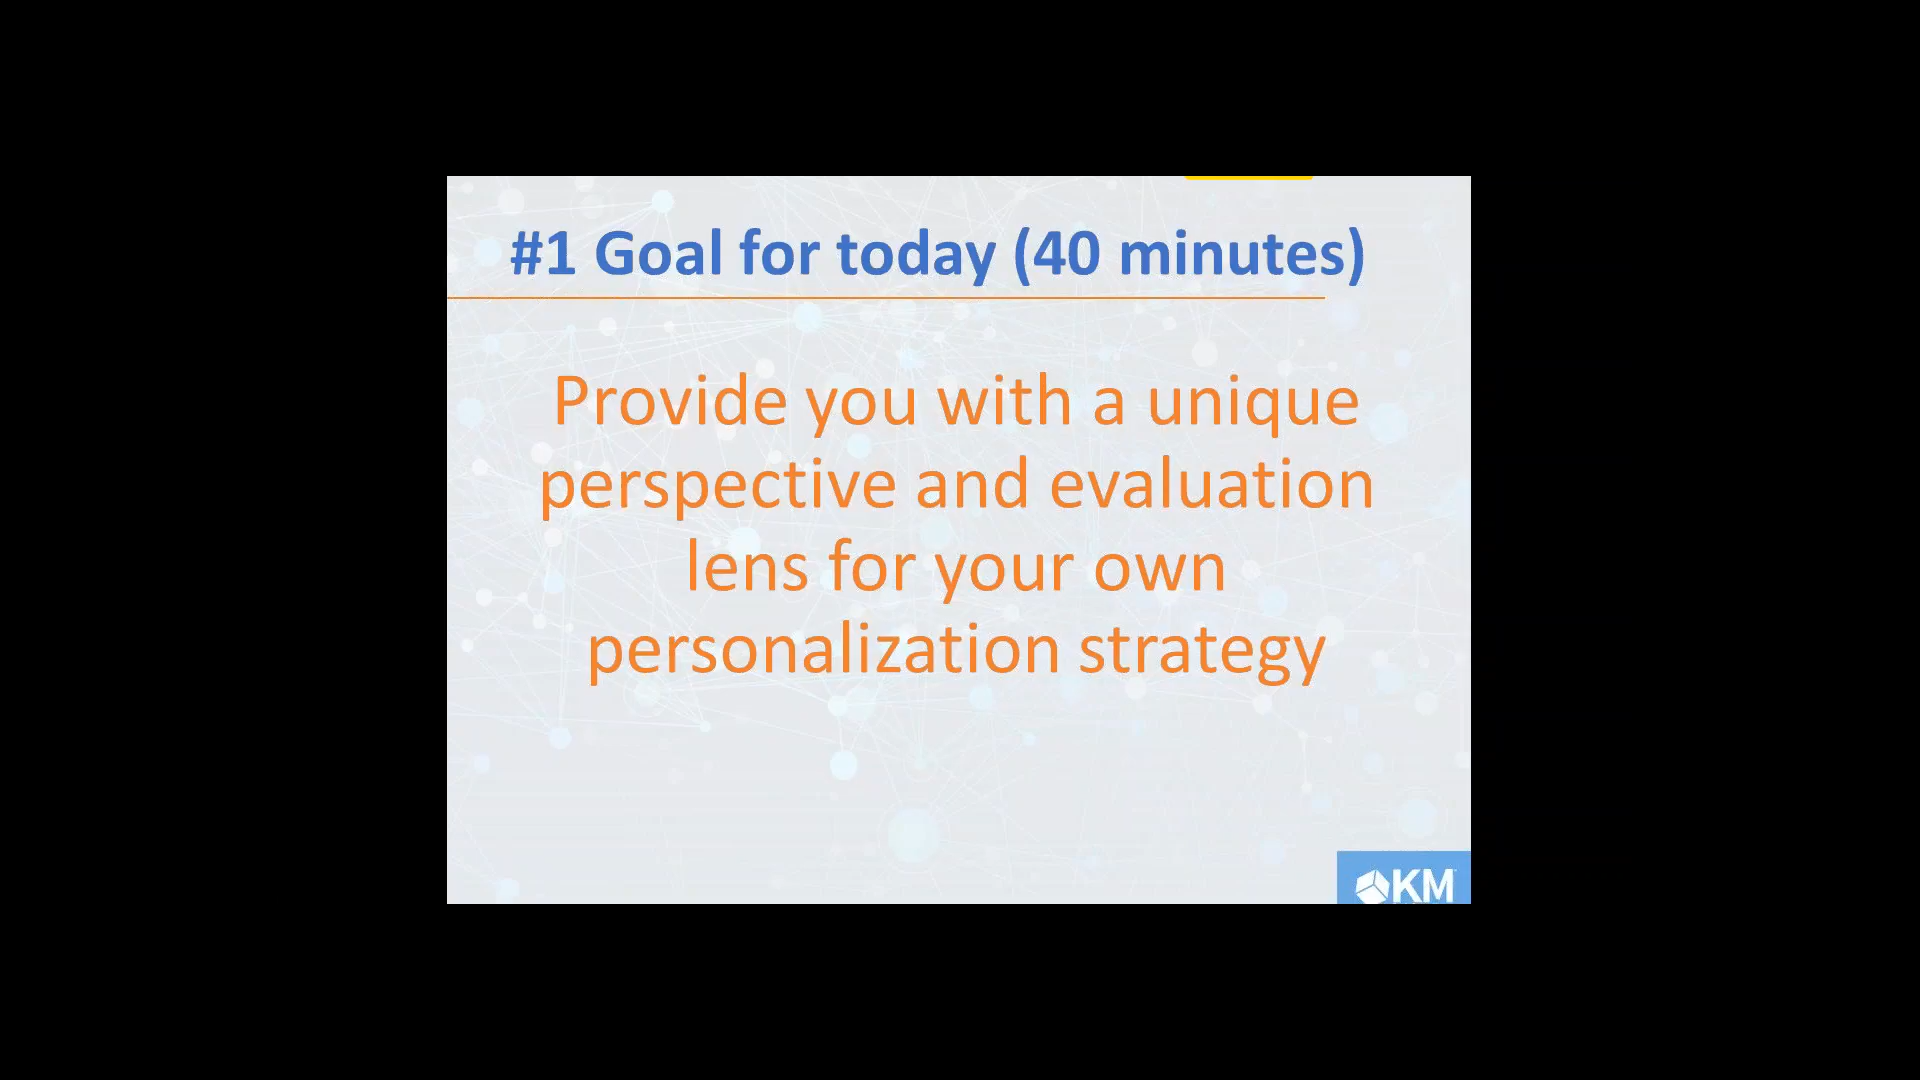 #1 Goal for today (40 minutes)
Provide you with a unique
perspective and evaluation
lens for your own
personalization strategy
KM